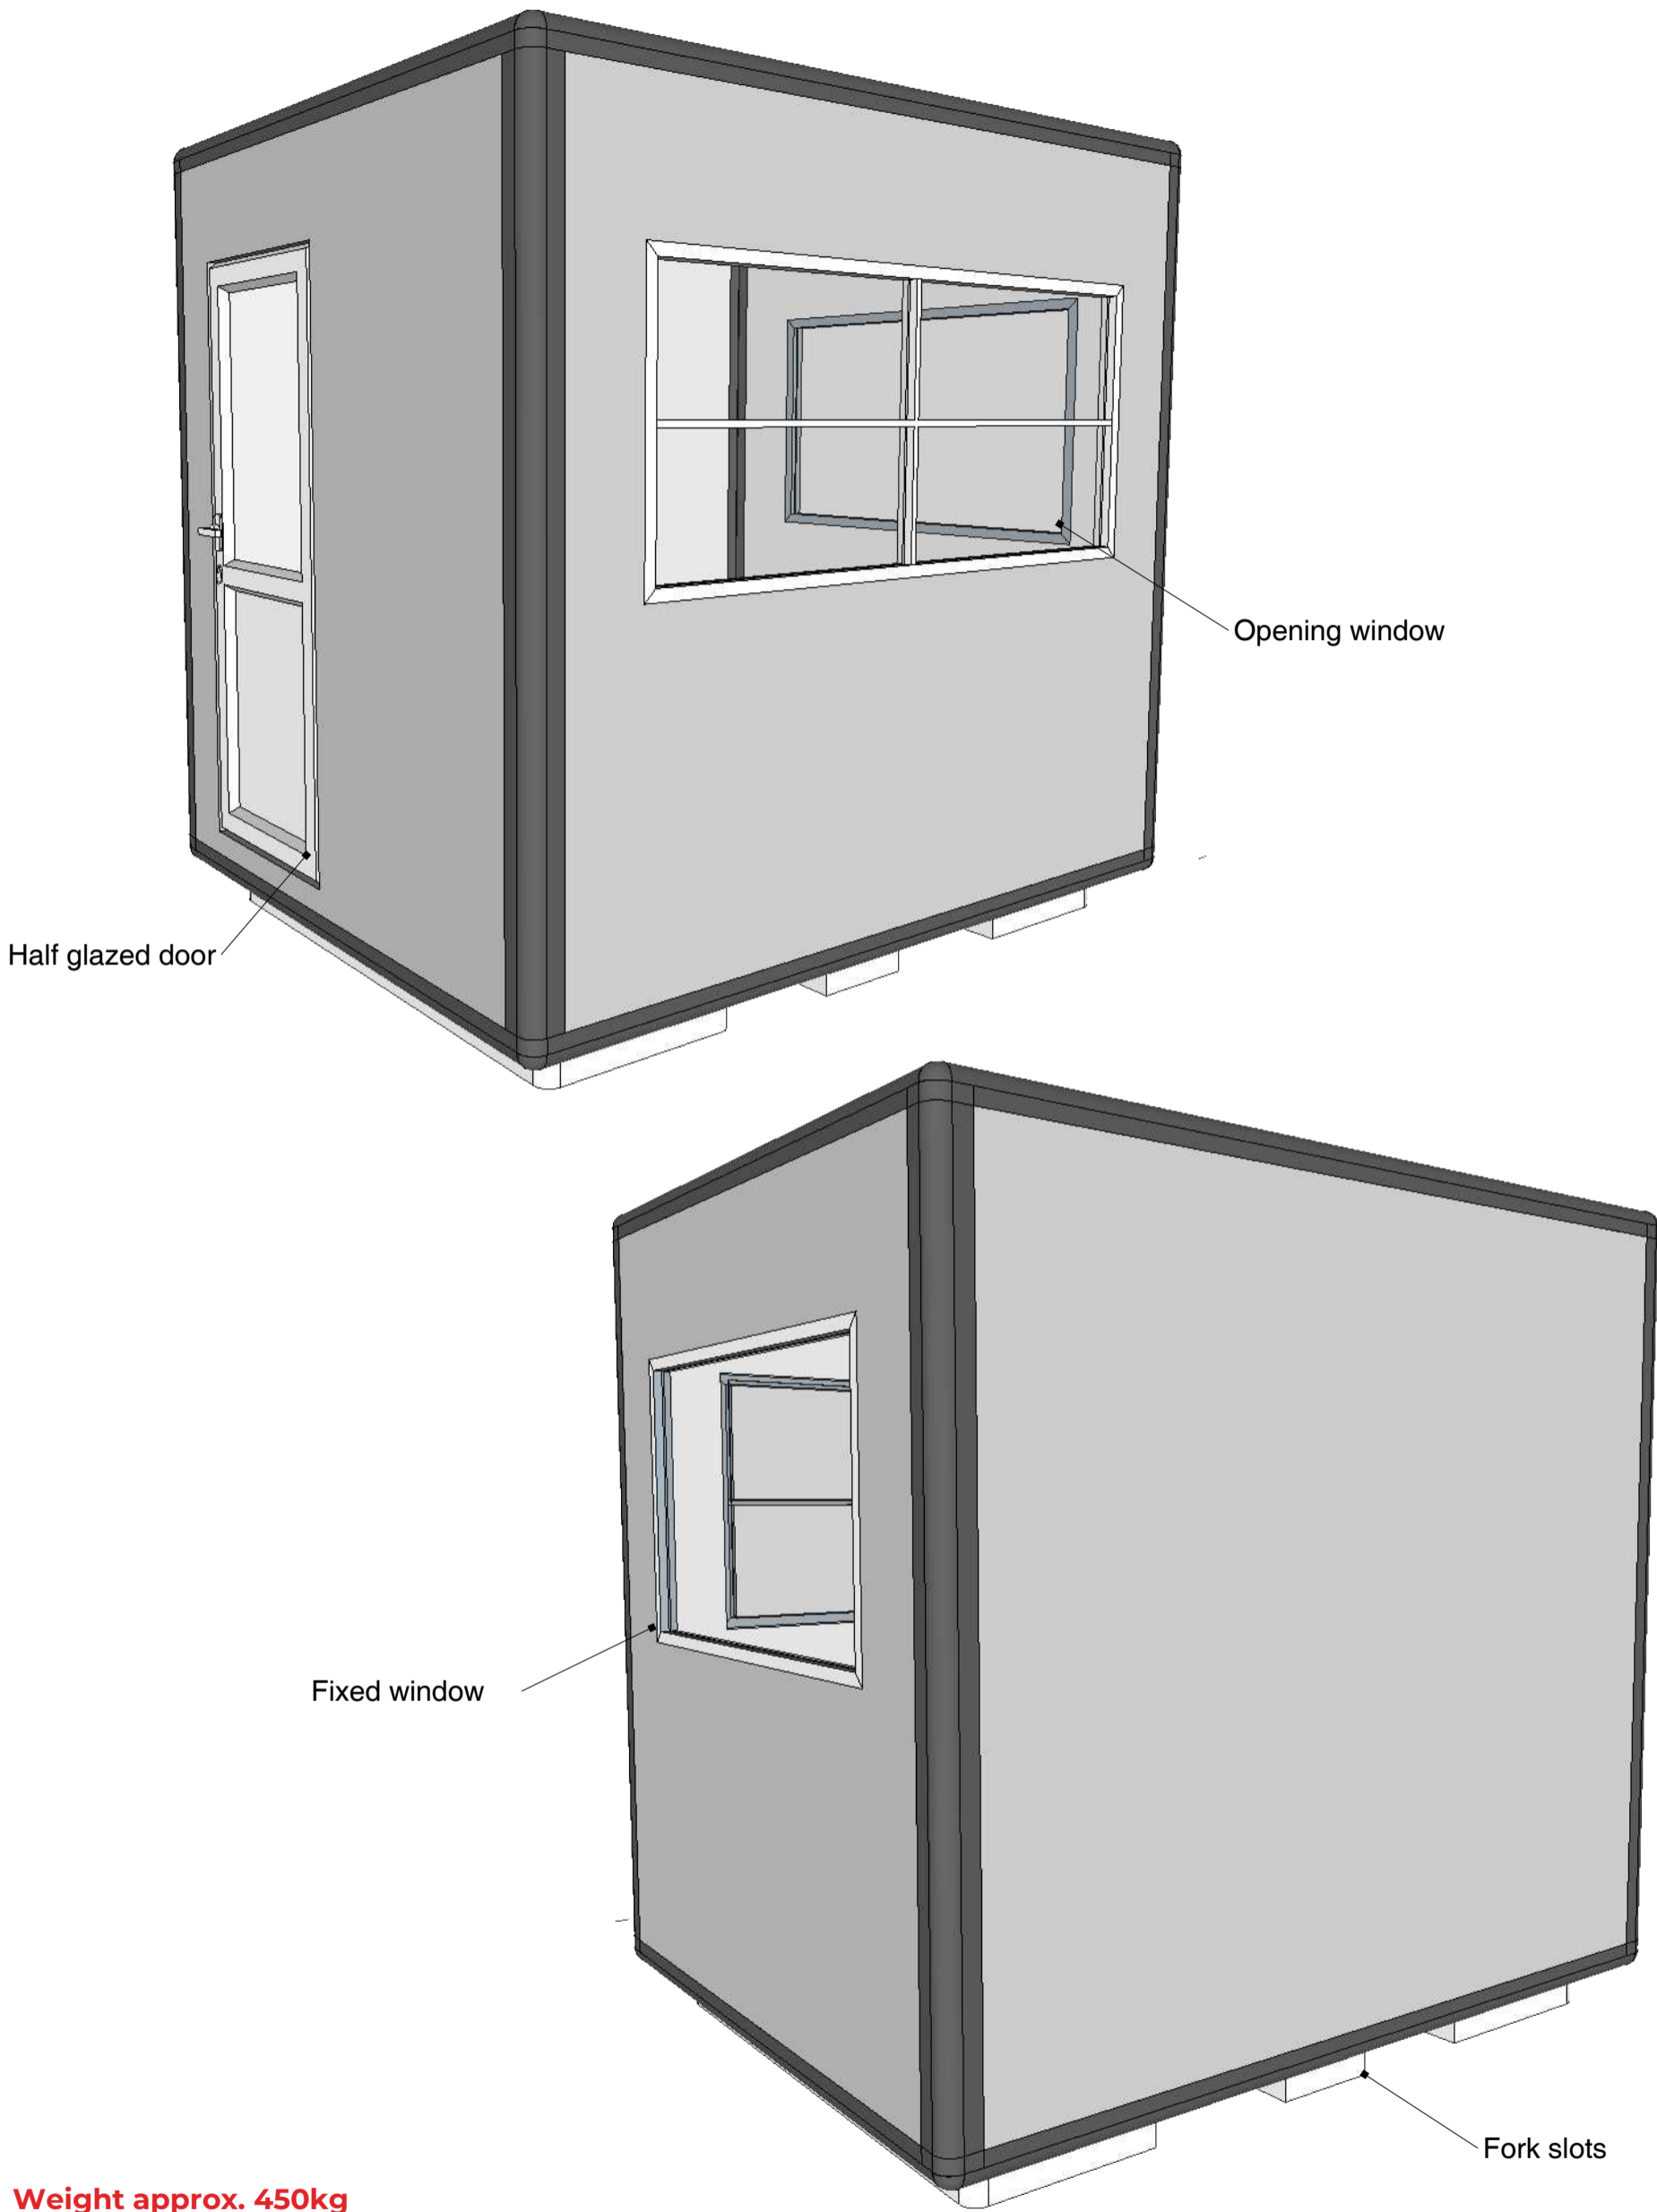 Opening window
Half glazed door
Fixed window
Fork slots
Weight approx. 450kg